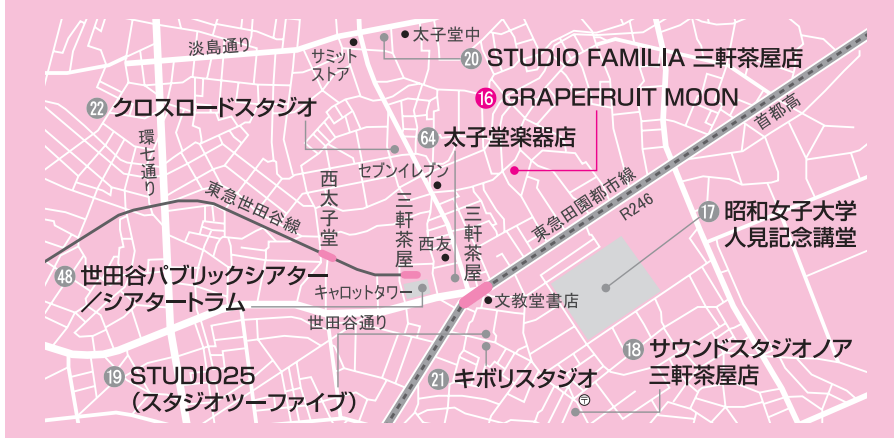 太子堂中
淡島通り
サミット
ストア
⑳ STUDIO FAMILIA 三軒茶屋店
⑯ GRAPEFRUIT MOON
㉒ クロスロードスタジオ
首都高
64 太子堂楽器店
環七通り
セブンイレブン
西太子堂
東急世田谷線
三軒茶屋
三軒茶屋
東急田園都市線
R246
⑰ 昭和女子大学
人見記念講堂
西友
㊽ 世田谷パブリックシアター
／シアタートラム
キャロットタワー
文教堂書店
世田谷通り
⑱ サウンドスタジオノア
三軒茶屋店
⑲ STUDIO25
（スタジオツーファイブ）
㉑ キボリスタジオ
〒